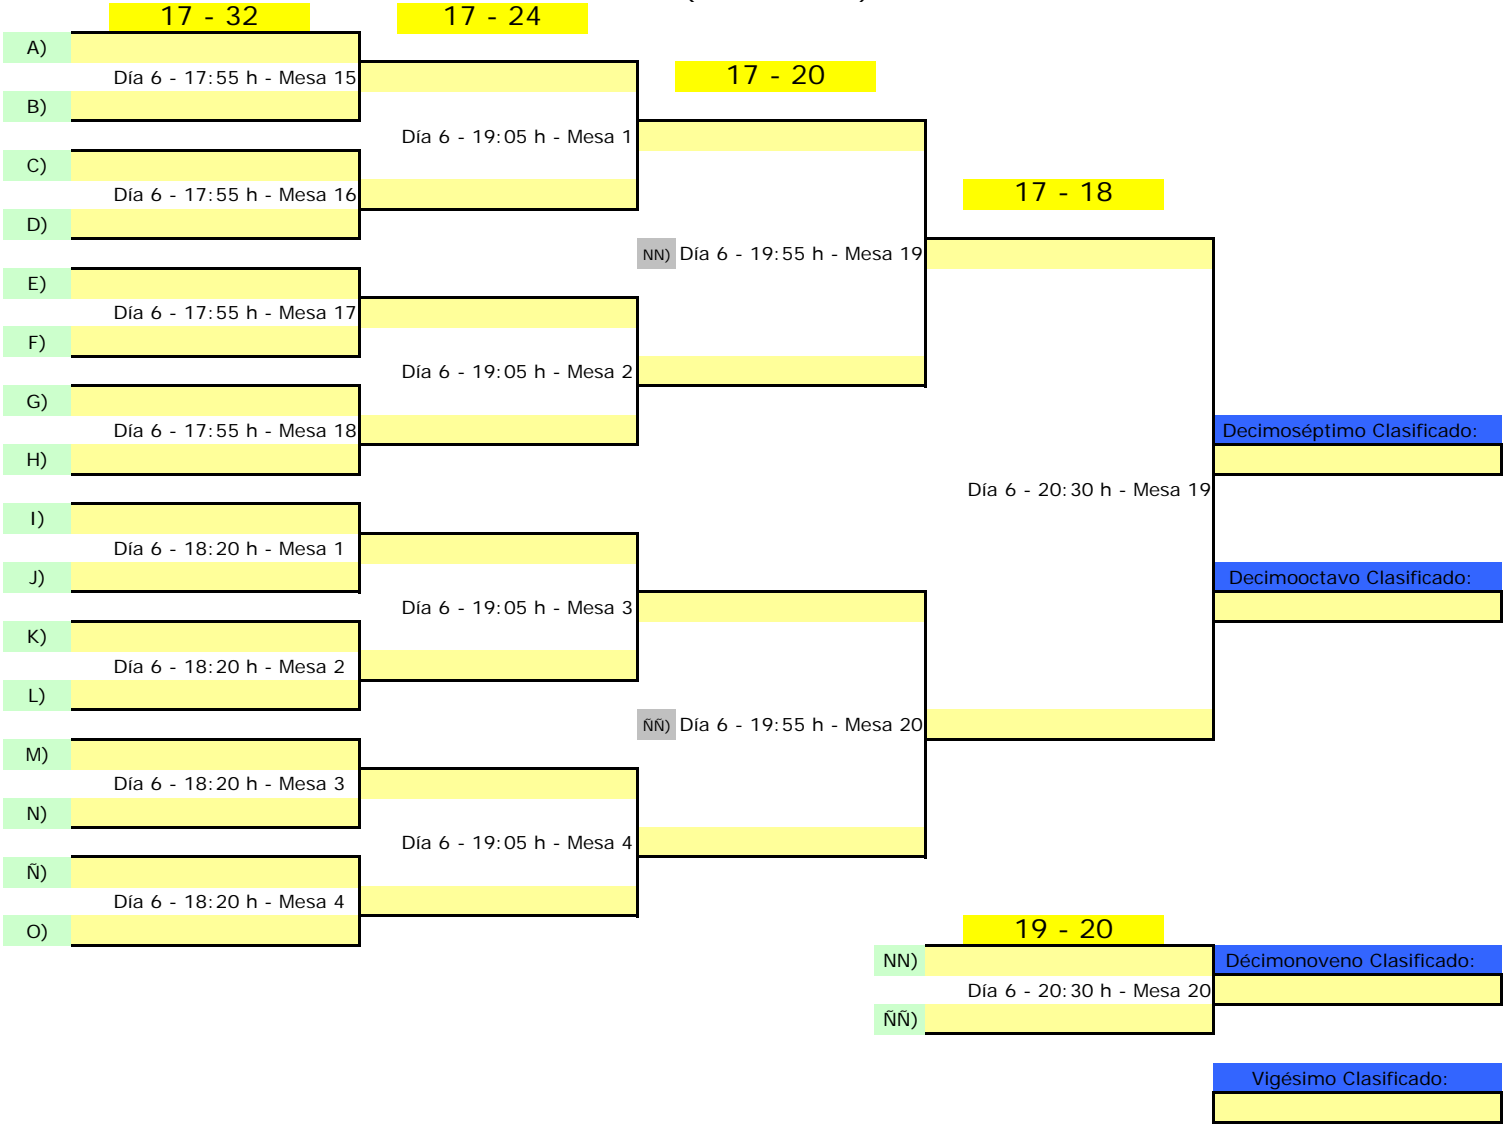 17 - 32
17 - 24
A)
Día 6 - 17:55 h - Mesa 15
17 - 20
B)
Día 6 - 19:05 h - Mesa 1
C)
Día 6 - 17:55 h - Mesa 16
17 - 18
D)
NN) Día 6 - 19:55 h - Mesa 19
E)
Día 6 - 17:55 h - Mesa 17
F)
Día 6 - 19:05 h - Mesa 2
G)
Día 6 - 17:55 h - Mesa 18
Decimoséptimo Clasificado:
H)
Día 6 - 20:30 h - Mesa 19
I)
Día 6 - 18:20 h - Mesa 1
J)
Decimooctavo Clasificado:
Día 6 - 19:05 h - Mesa 3
K)
Día 6 - 18:20 h - Mesa 2
L)
ÑÑ) Día 6 - 19:55 h - Mesa 20
M)
Día 6 - 18:20 h - Mesa 3
N)
Día 6 - 19:05 h - Mesa 4
Ñ)
Día 6 - 18:20 h - Mesa 4
O)
19 - 20
NN)
Décimonoveno Clasificado:
Día 6 - 20:30 h - Mesa 20
ÑÑ)
Vigésimo Clasificado: